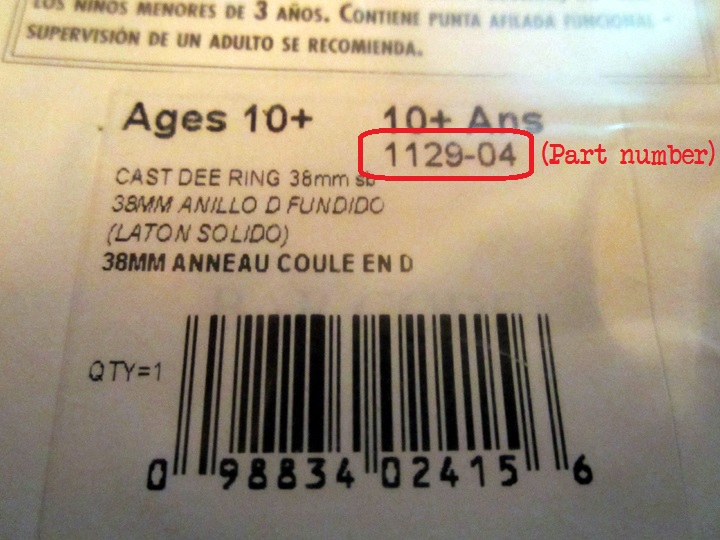 LOS NIÑOS MENORES DE 3 AÑOS. CONTIENE PUNTA AFILADA FUNCIONAL -
SUPERVISIÓN DE UN ADULTO SE RECOMIENDA.
Ages 10+ 10+ Ans
1129-04 (Part number)
CAST DEE RING 38mm sb
38MM ANILLO D FUNDIDO
(LATON SOLIDO)
38MM ANNEAU COULE EN D
QTY=1
0 98834 02415 6